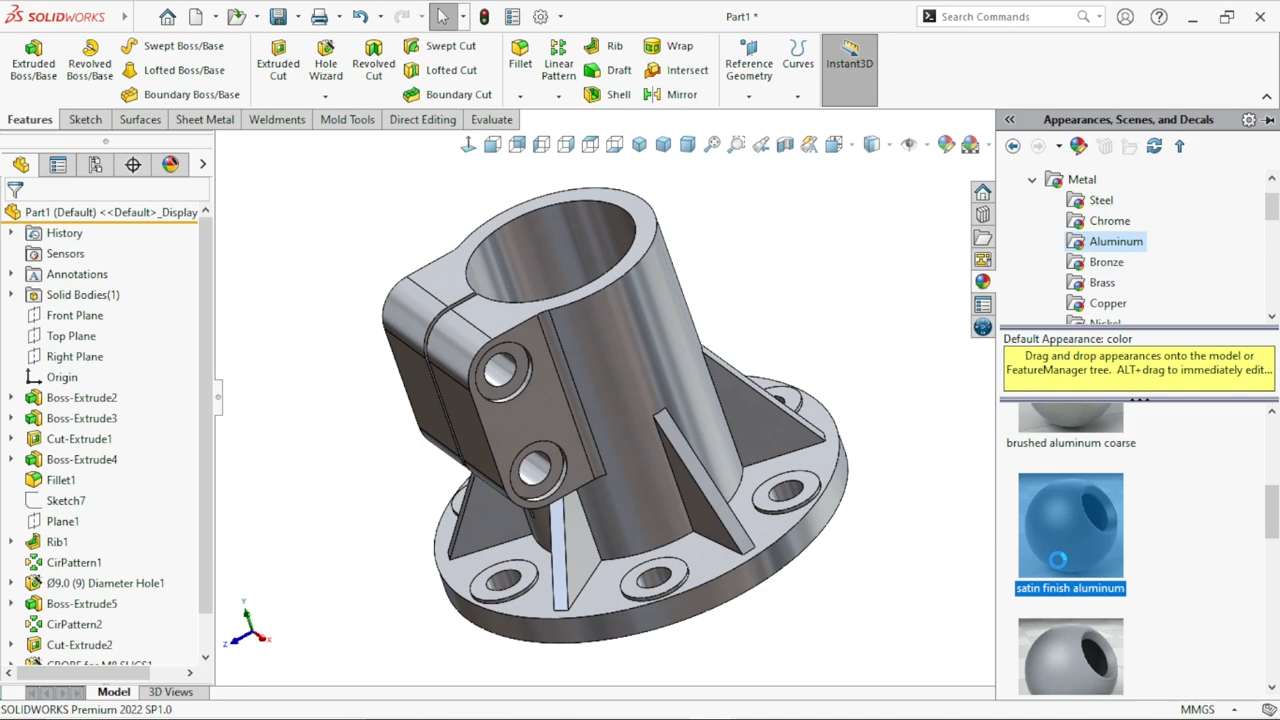 SOLIDWORKS
Part1 *
Search Commands
Extruded Boss/Base
Revolved Boss/Base
Swept Boss/Base
Lofted Boss/Base
Boundary Boss/Base
Extruded Cut
Hole Wizard
Revolved Cut
Swept Cut
Lofted Cut
Boundary Cut
Fillet
Linear Pattern
Rib
Draft
Shell
Wrap
Intersect
Mirror
Reference Geometry
Curves
Instant3D
Features
Sketch
Surfaces
Sheet Metal
Weldments
Mold Tools
Direct Editing
Evaluate
Part1 (Default) <<Default>_Display
History
Sensors
Annotations
Solid Bodies(1)
Front Plane
Top Plane
Right Plane
Origin
Boss-Extrude2
Boss-Extrude3
Cut-Extrude1
Boss-Extrude4
Fillet1
Sketch7
Plane1
Rib1
CirPattern1
Ø9.0 (9) Diameter Hole1
Boss-Extrude5
CirPattern2
Cut-Extrude2
Y
Z
X
Appearances, Scenes, and Decals
Metal
Steel
Chrome
Aluminum
Bronze
Brass
Copper
Nickel
Default Appearance: color
Drag and drop appearances onto the model or
FeatureManager tree. ALT+drag to immediately edit...
brushed aluminum coarse
satin finish aluminum
Model
3D Views
SOLIDWORKS Premium 2022 SP1.0
MMGS